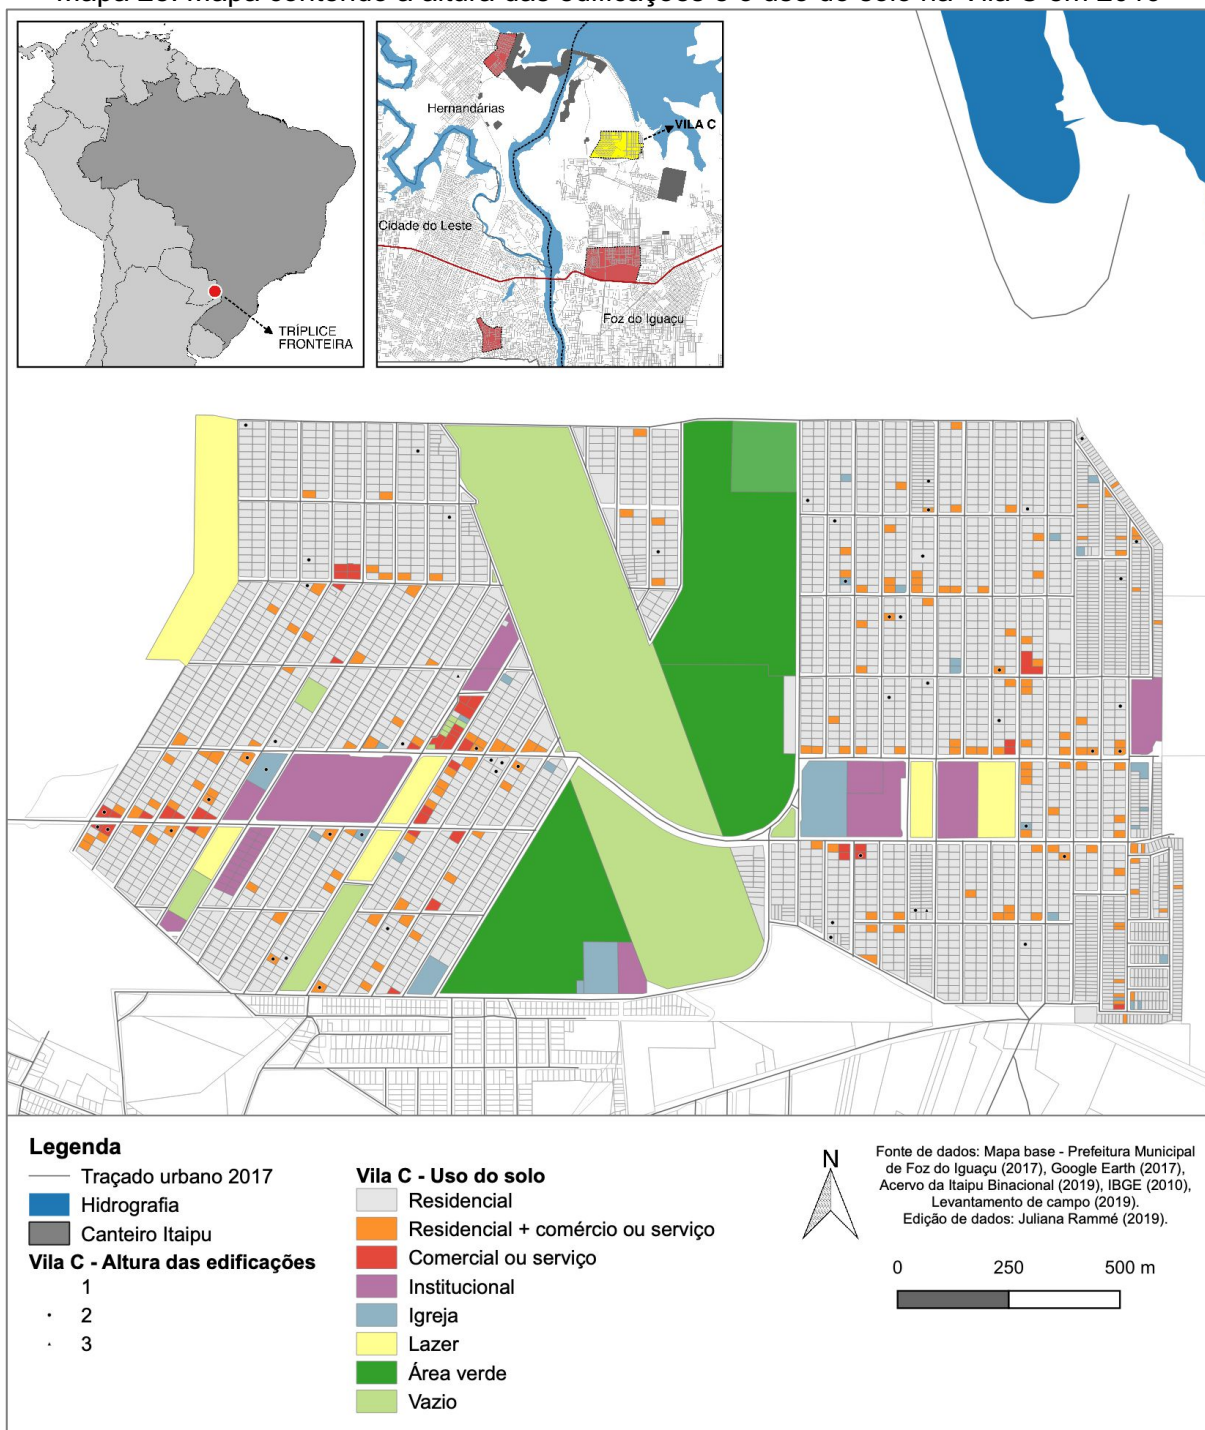 TRÍPLICE
FRONTEIRA
Hernandárias
VILA C
Cidade do Leste
Foz do Iguaçu
Legenda
Traçado urbano 2017
Hidrografia
Canteiro Itaipu
Vila C - Altura das edificações
1
2
3
Vila C - Uso do solo
Residencial
Residencial + comércio ou serviço
Comercial ou serviço
Institucional
Igreja
Lazer
Área verde
Vazio
N
Fonte de dados: Mapa base - Prefeitura Municipal
de Foz do Iguaçu (2017), Google Earth (2017),
Acervo da Itaipu Binacional (2019), IBGE (2010),
Levantamento de campo (2019).
Edição de dados: Juliana Rammé (2019).
0 250 500 m